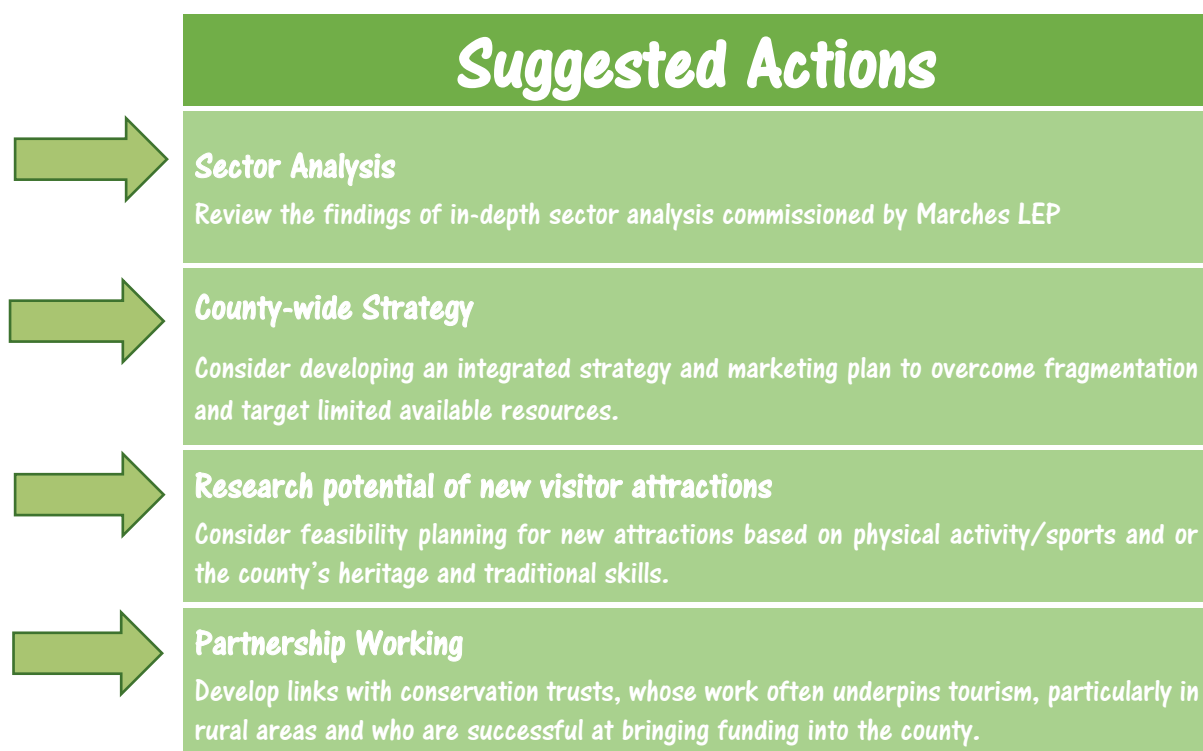 Suggested Actions
Sector Analysis
Review the findings of in-depth sector analysis commissioned by Marches LEP
County-wide Strategy
Consider developing an integrated strategy and marketing plan to overcome fragmentation
and target limited available resources.
Research potential of new visitor attractions
Consider feasibility planning for new attractions based on physical activity/sports and or
the county's heritage and traditional skills.
Partnership Working
Develop links with conservation trusts, whose work often underpins tourism, particularly in
rural areas and who are successful at bringing funding into the county.